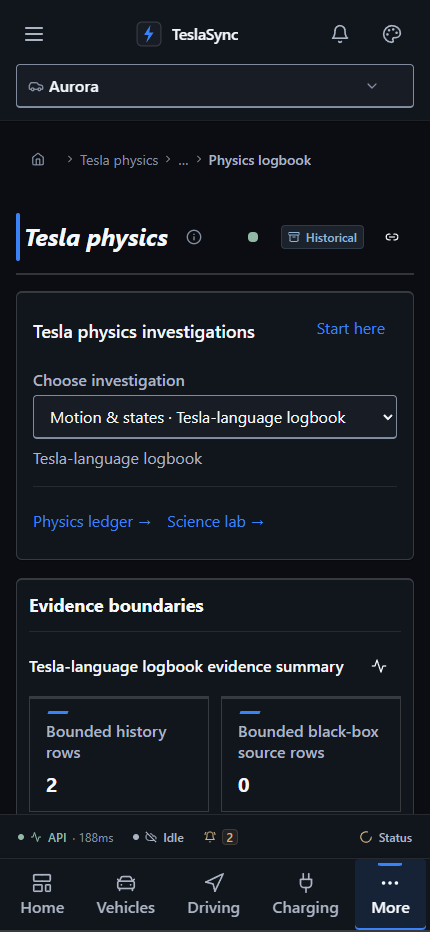 TeslaSync
Aurora
Tesla physics
...
Physics logbook
Tesla physics
Historical
Tesla physics investigations
Start here
Choose investigation
Motion & states · Tesla-language logbook
Tesla-language logbook
Physics ledger →
Science lab →
Evidence boundaries
Tesla-language logbook evidence summary
Bounded history
rows
2
Bounded black-box
source rows
0
API · 188ms
Idle
2
Status
Home
Vehicles
Driving
Charging
More